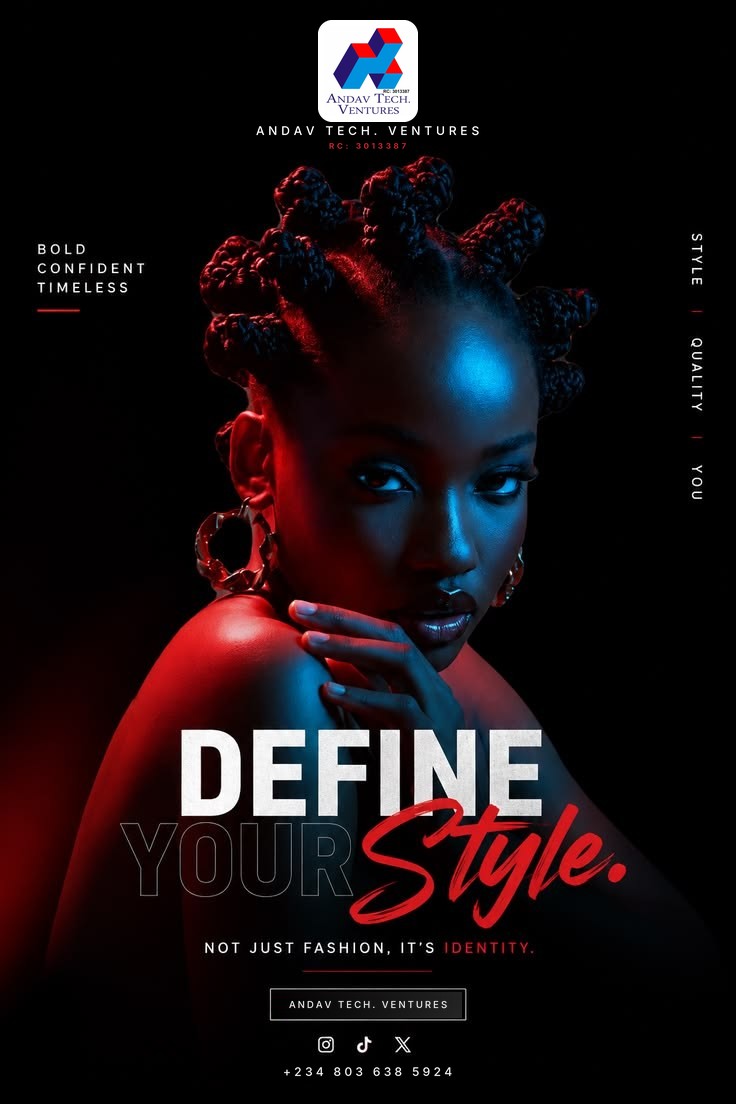 RC: 3013387
ANDAV TECH.
VENTURES
ANDAV TECH. VENTURES
RC: 3013387
BOLD
CONFIDENT
TIMELESS
STYLE | QUALITY | YOU
DEFINE
YOUR Style.
NOT JUST FASHION, IT'S IDENTITY.
ANDAV TECH. VENTURES
+234 803 638 5924